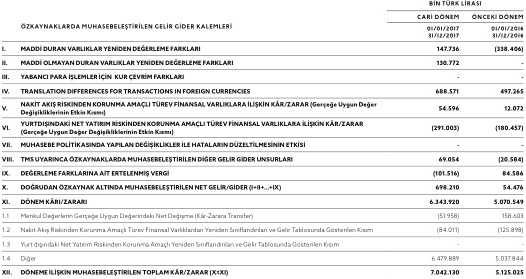 BİN TÜRK LİRASI
CARİ DÖNEM ÖNCEKİ DÖNEM
ÖZKAYNAKLARDA MUHASEBELEŞTİRİLEN GELİR GİDER KALEMLERİ 01/01/2017 31/12/2017 01/01/2016 31/12/2016
I. MADDİ DURAN VARLIKLAR YENİDEN DEĞERLEME FARKLARI 147.736 (338.406)
II. MADDİ OLMAYAN DURAN VARLIKLAR YENİDEN DEĞERLEME FARKLARI 130.772 -
III. YABANCI PARA İŞLEMLER İÇİN KUR ÇEVRİM FARKLARI - -
IV. TRANSLATION DIFFERENCES FOR TRANSACTIONS IN FOREIGN CURRENCIES 688.571 497.265
V. NAKİT AKIŞ RİSKİNDEN KORUNMA AMAÇLI TÜREV FİNANSAL VARLIKLARA İLİŞKİN KÂR/ZARAR (Gerçeğe Uygun Değer
Değişikliklerinin Etkin Kısmı) 54.596 12.072
VI. YURTDIŞINDAKİ NET YATIRIM RİSKİNDEN KORUNMA AMAÇLI TÜREV FİNANSAL VARLIKLARA İLİŞKİN KÂR/ZARAR
(Gerçeğe Uygun Değer Değişikliklerinin Etkin Kısmı) (291.003) (180.457)
VII. MUHASEBE POLİTİKASINDA YAPILAN DEĞİŞİKLİKLER İLE HATALARIN DÜZELTİLMESİNİN ETKİSİ - -
VIII. TMS UYARINCA ÖZKAYNAKLARDA MUHASEBELEŞTİRİLEN DİĞER GELİR GİDER UNSURLARI 69.054 (20.584)
IX. DEĞERLEME FARKLARINA AİT ERTELENMİŞ VERGİ (101.516) 84.586
X. DOĞRUDAN ÖZKAYNAK ALTINDA MUHASEBELEŞTİRİLEN NET GELİR/GİDER (I+II+…+IX) 698.210 54.476
XI. DÖNEM KÂRI/ZARARI 6.343.920 5.070.549
1.1 Menkul Değerlerin Gerçeğe Uygun Değerindeki Net Değişme (Kâr-Zarara Transfer) (51.958) 158.603
1.2 Nakit Akış Riskinden Korunma Amaçlı Türev Finansal Varlıklardan Yeniden Sınıflandırılan ve Gelir Tablosunda Gösterilen Kısım (84.011) (125.898)
1.3 Yurt dışındaki Net Yatırım Riskinden Korunma Amaçlı Yeniden Sınıflandırılan ve Gelir Tablosunda Gösterilen Kısım - -
1.4 Diğer 6.479.889 5.037.844
XII. DÖNEME İLİŞKİN MUHASEBELEŞTİRİLEN TOPLAM KÂR/ZARAR (X±XI) 7.042.130 5.125.025